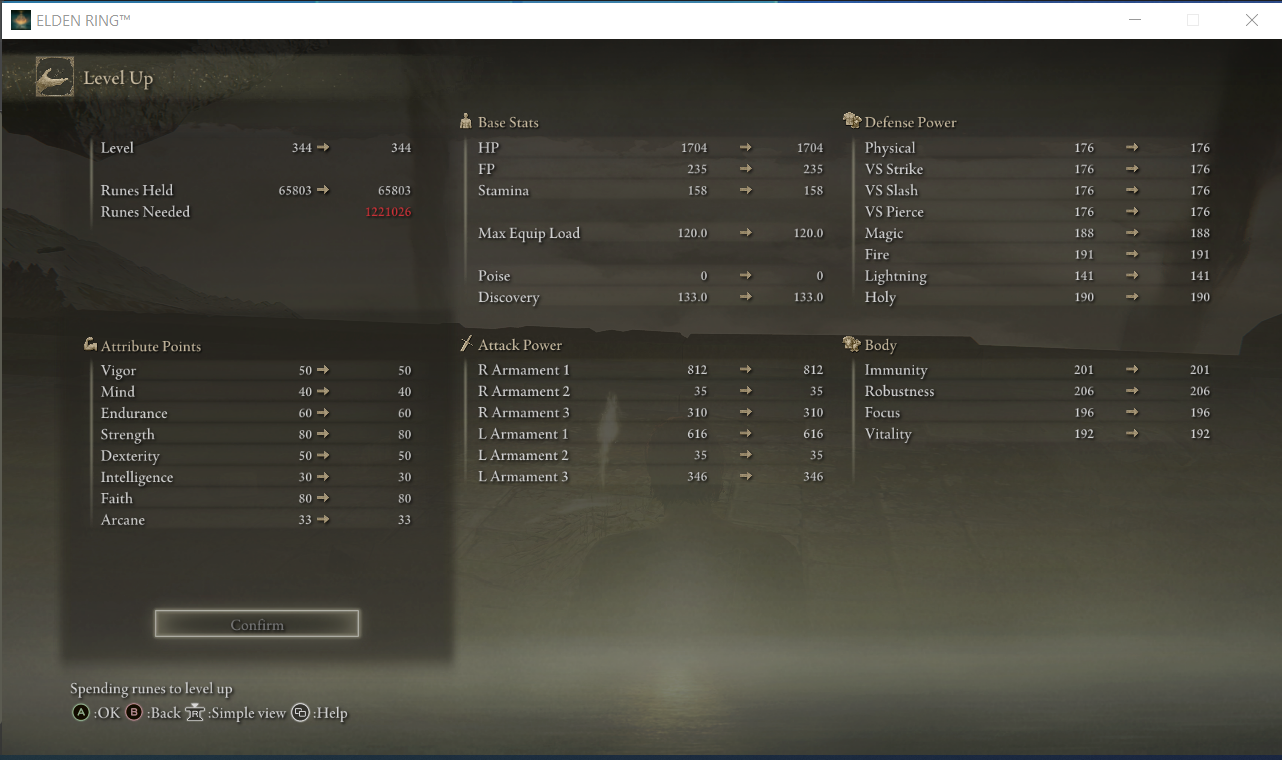 ELDEN RING™
Level Up
Level 344 344
Runes Held 65803 65803
Runes Needed 1221026
Base Stats
HP 1704 1704
FP 235 235
Stamina 158 158
Max Equip Load 120.0 120.0
Poise 0 0
Discovery 133.0 133.0
Defense Power
Physical 176 176
VS Strike 176 176
VS Slash 176 176
VS Pierce 176 176
Magic 188 188
Fire 191 191
Lightning 141 141
Holy 190 190
Attribute Points
Vigor 50 50
Mind 40 40
Endurance 60 60
Strength 80 80
Dexterity 50 50
Intelligence 30 30
Faith 80 80
Arcane 33 33
Confirm
Attack Power
R Armament 1 812 812
R Armament 2 35 35
R Armament 3 310 310
L Armament 1 616 616
L Armament 2 35 35
L Armament 3 346 346
Body
Immunity 201 201
Robustness 206 206
Focus 196 196
Vitality 192 192
Spending runes to level up
A :OK B :Back R :Simple view :Help